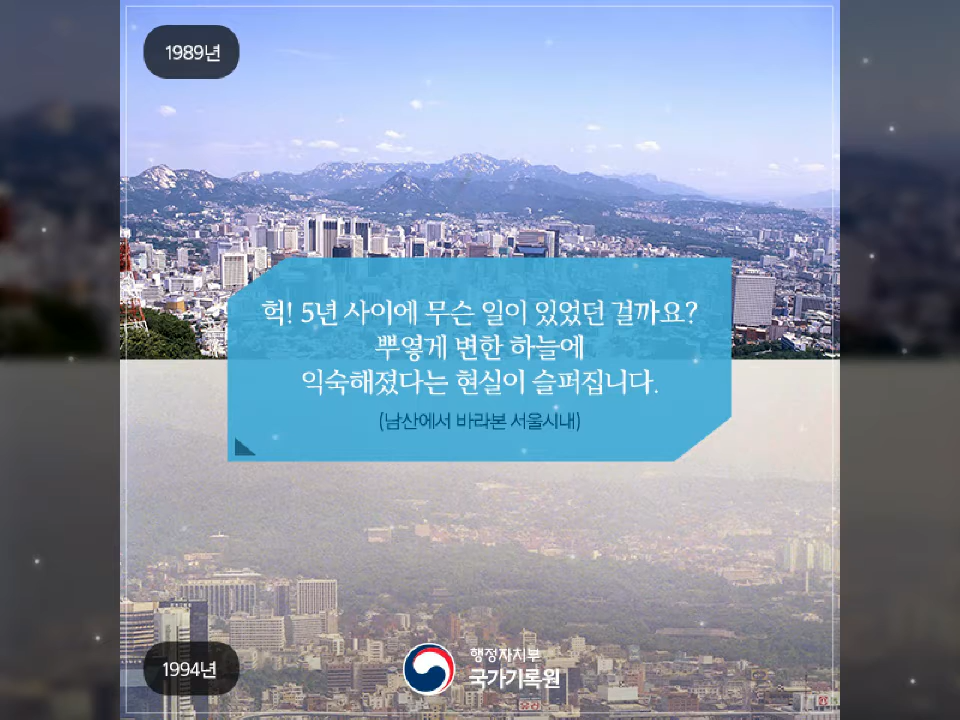 1989년
헉! 5년 사이에 무슨 일이 있었던 걸까요?
뿌옇게 변한 하늘에
익숙해졌다는 현실이 슬퍼집니다.
(남산에서 바라본 서울시내)
1994년
행정자치부
국가기록원